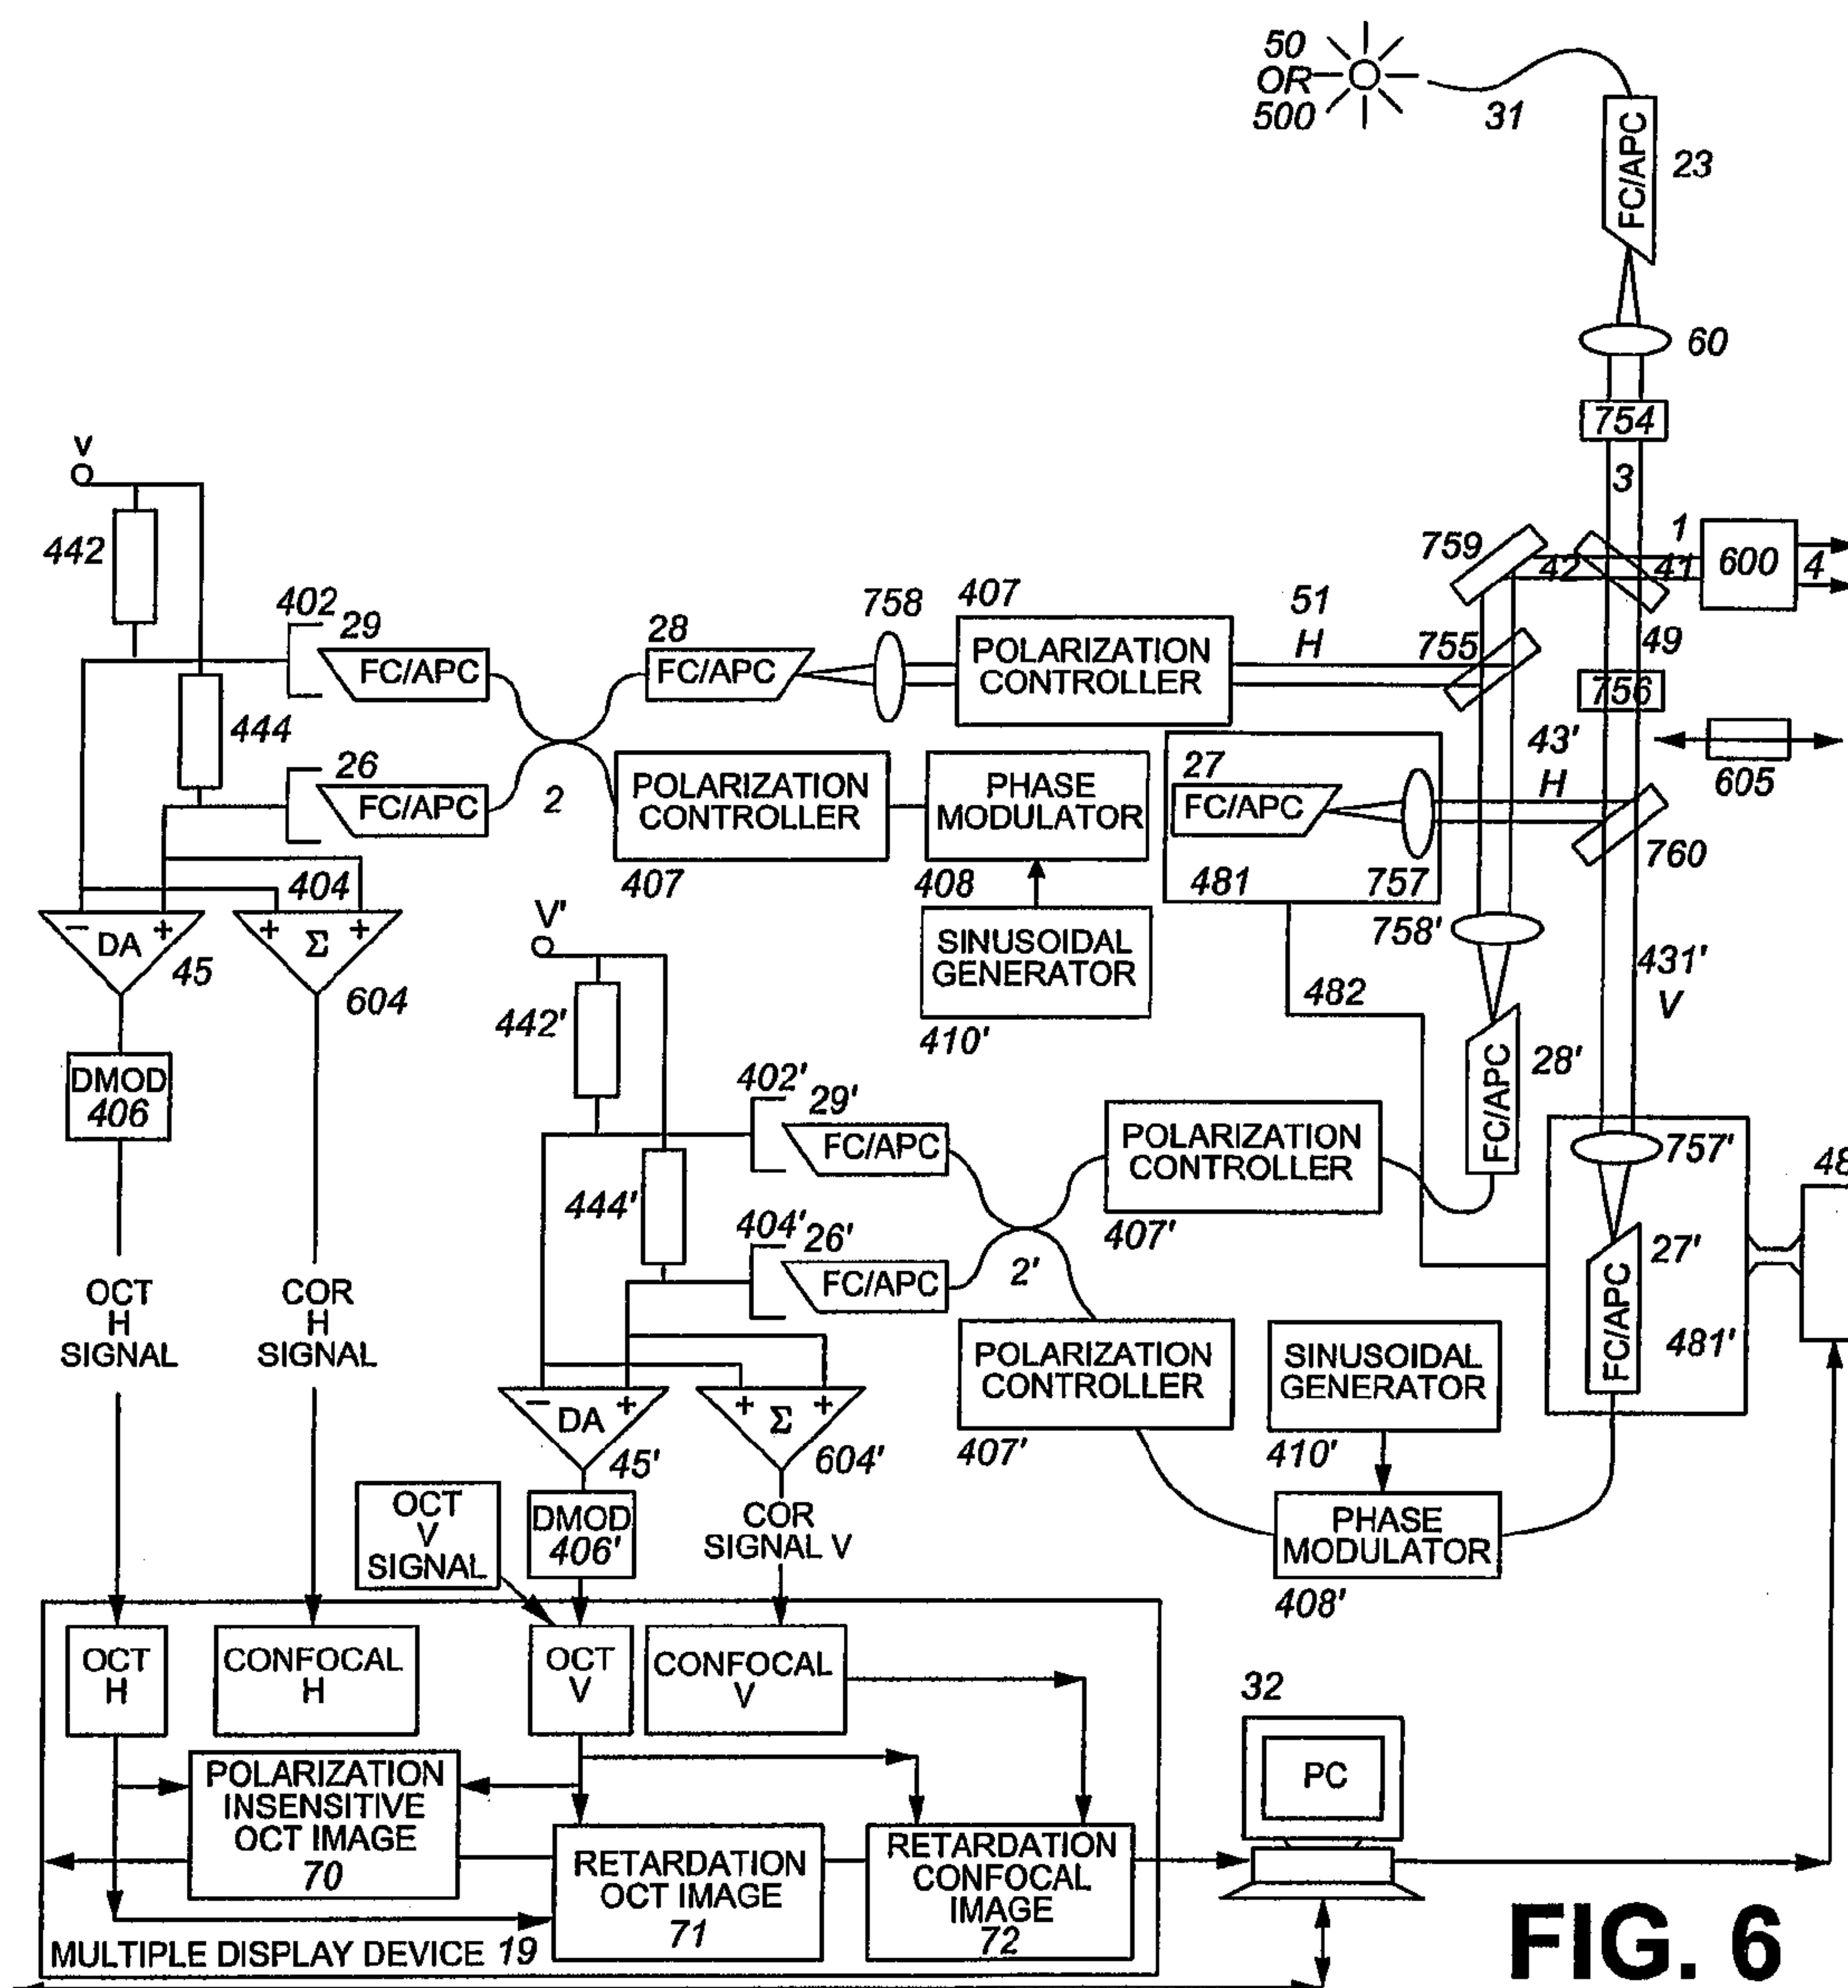 50
OR
500
31
FC/APC
23
60
754
3
V
442
444
1
759
42
41
600
4
402
29
FC/APC
28
FC/APC
758
407
POLARIZATION
CONTROLLER
51
H
755
49
756
43'
H
605
26
FC/APC
2
POLARIZATION
CONTROLLER
407
PHASE
MODULATOR
408
27
FC/APC
481
757
760
404
- DA +
45
+ Σ +
604
SINUSOIDAL
GENERATOR
410'
482
758'
431'
V
V'
442'
444'
28'
FC/APC
DMOD
406
402'
29'
FC/APC
POLARIZATION
CONTROLLER
407'
757'
48
404'
26'
FC/APC
2'
27'
FC/APC
481'
OCT
H
SIGNAL
COR
H
SIGNAL
POLARIZATION
CONTROLLER
407'
SINUSOIDAL
GENERATOR
410'
- DA +
45'
+ Σ +
604'
OCT
V
SIGNAL
DMOD
406'
COR
SIGNAL V
PHASE
MODULATOR
408'
OCT
H
CONFOCAL
H
OCT
V
CONFOCAL
V
32
PC
POLARIZATION
INSENSITIVE
OCT IMAGE
70
RETARDATION
OCT IMAGE
71
RETARDATION
CONFOCAL
IMAGE
72
MULTIPLE DISPLAY DEVICE 19
FIG. 6